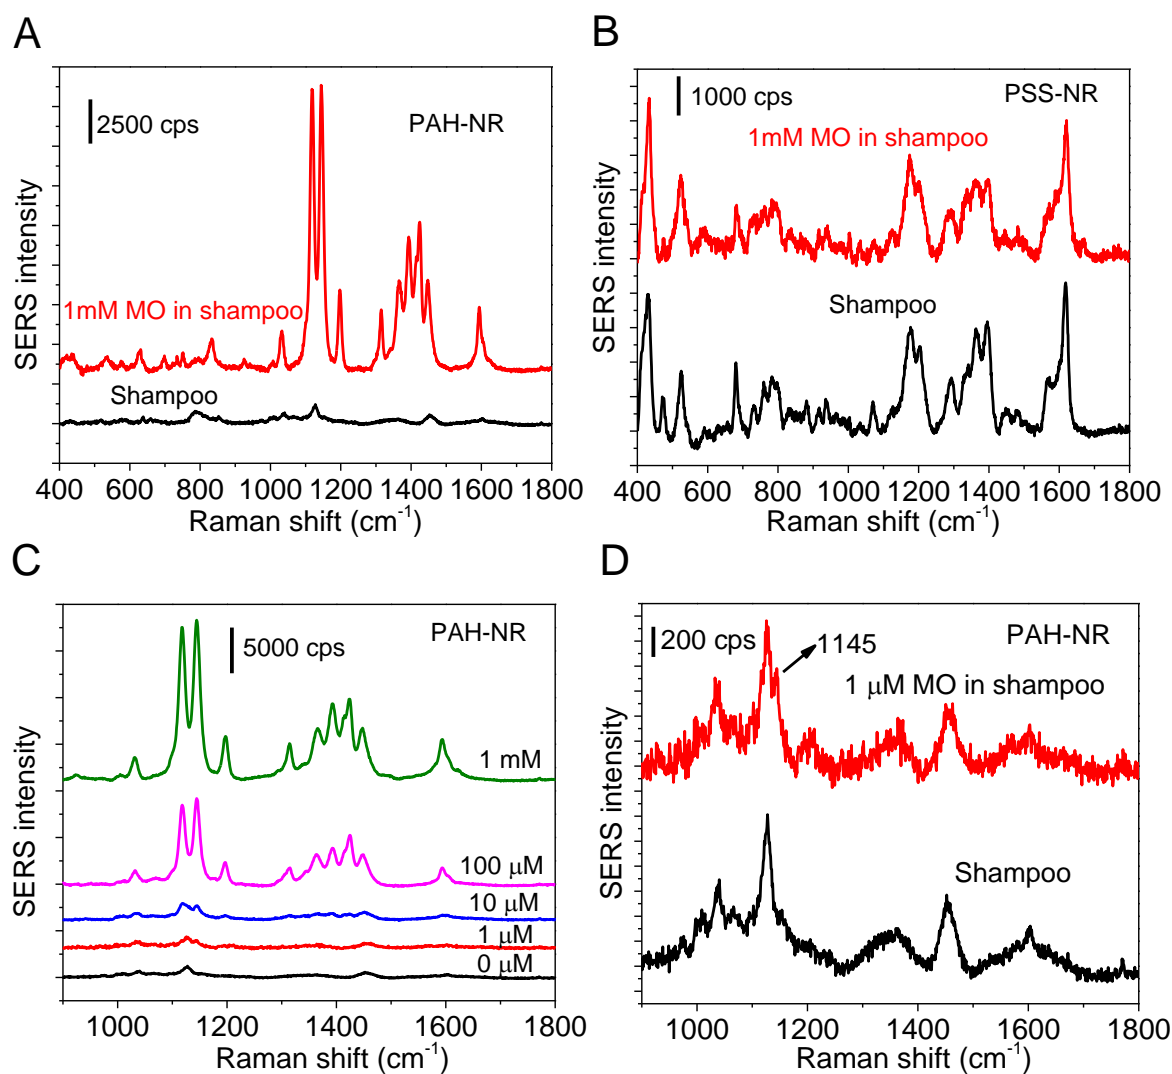 A
2500 cps
PAH-NR
1mM MO in shampoo
Shampoo
SERS intensity
400 600 800 1000 1200 1400 1600 1800
Raman shift (cm⁻¹)
B
1000 cps
PSS-NR
1mM MO in shampoo
Shampoo
SERS intensity
400 600 800 1000 1200 1400 1600 1800
Raman shift (cm⁻¹)
C
5000 cps
PAH-NR
1 mM
100 μM
10 μM
1 μM
0 μM
SERS intensity
1000 1200 1400 1600 1800
Raman shift (cm⁻¹)
D
200 cps
PAH-NR
1145
1 μM MO in shampoo
Shampoo
SERS intensity
1000 1200 1400 1600 1800
Raman shift (cm⁻¹)